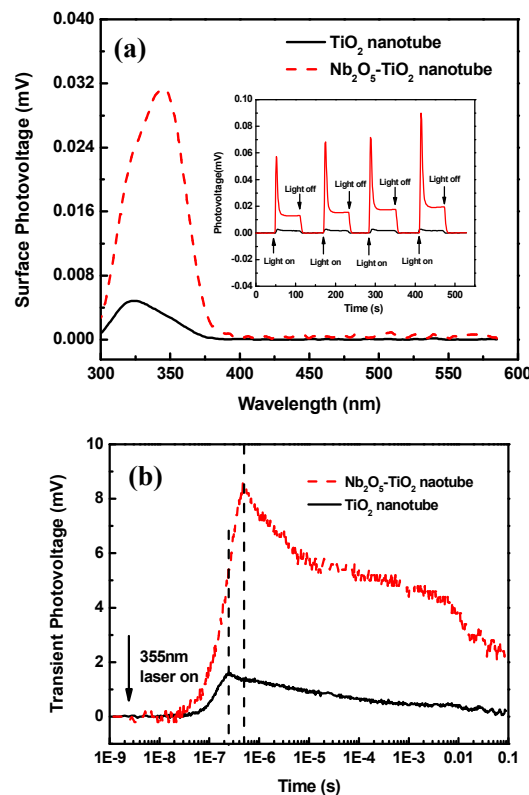 (a)
TiO2 nanotube
Nb2O5-TiO2 nanotube
Surface Photovoltage (mV)
0.040
0.032
0.024
0.016
0.008
0.000
300 350 400 450 500 550 600
Wavelength (nm)
Photovoltage(mV)
0.10
0.08
0.06
0.04
0.02
0.00
-0.02
-0.04
0 100 200 300 400 500
Time (s)
Light off Light off Light off Light off
Light on Light on Light on Light on
(b)
Nb2O5-TiO2 naotube
TiO2 nanotube
Transient Photovoltage (mV)
10
8
6
4
2
0
355nm
laser on
1E-9 1E-8 1E-7 1E-6 1E-5 1E-4 1E-3 0.01 0.1
Time (s)